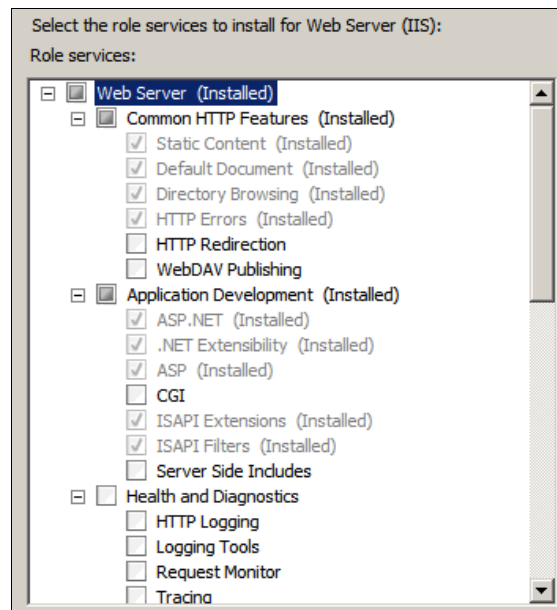 Select the role services to install for Web Server (IIS):
Role services:
Web Server (Installed)
Common HTTP Features (Installed)
Static Content (Installed)
Default Document (Installed)
Directory Browsing (Installed)
HTTP Errors (Installed)
HTTP Redirection
WebDAV Publishing
Application Development (Installed)
ASP.NET (Installed)
.NET Extensibility (Installed)
ASP (Installed)
CGI
ISAPI Extensions (Installed)
ISAPI Filters (Installed)
Server Side Includes
Health and Diagnostics
HTTP Logging
Logging Tools
Request Monitor
Tracing